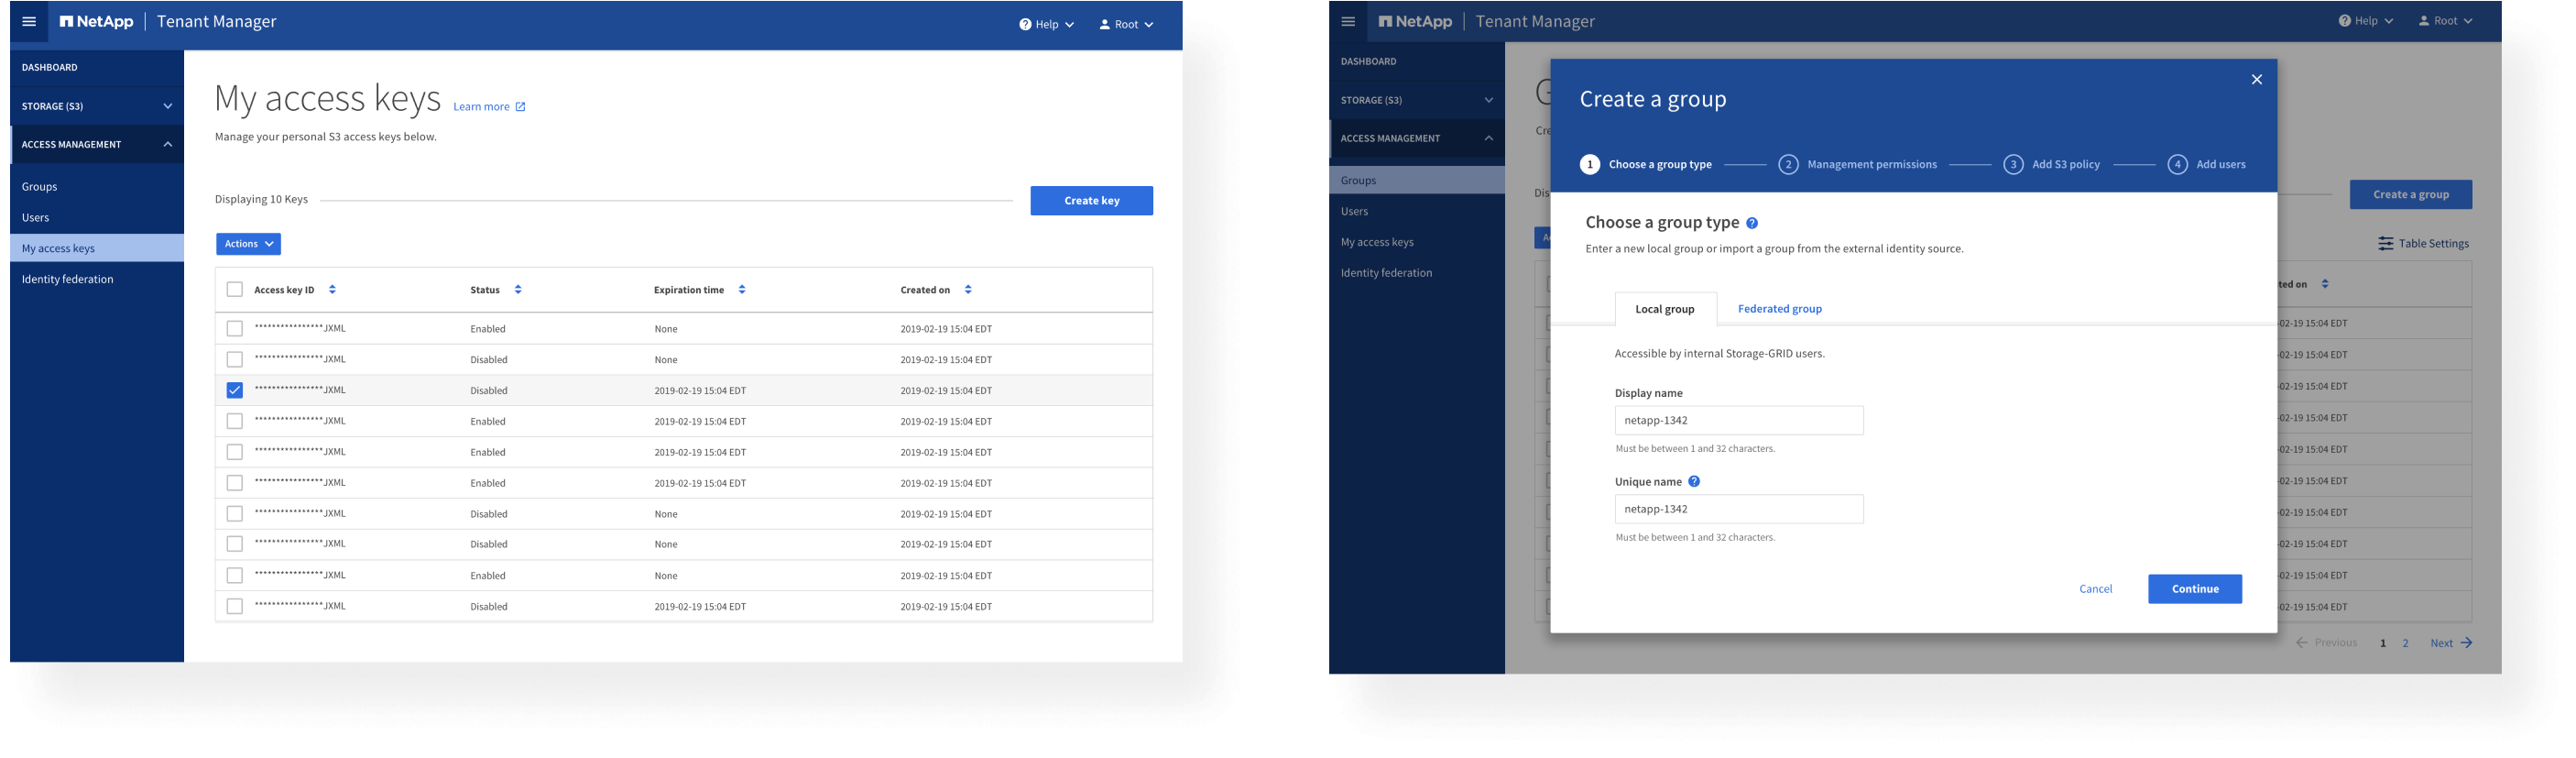 NetApp | Tenant Manager
Help
Root
DASHBOARD
STORAGE (S3)
ACCESS MANAGEMENT
Groups
Users
My access keys
Identity federation
My access keys Learn more
Manage your personal S3 access keys below.
Displaying 10 Keys
Create key
Actions
Access key ID Status Expiration time Created on
****************JXML Enabled None 2019-02-19 15:04 EDT
****************JXML Disabled None 2019-02-19 15:04 EDT
****************JXML Disabled 2019-02-19 15:04 EDT 2019-02-19 15:04 EDT
****************JXML Enabled 2019-02-19 15:04 EDT 2019-02-19 15:04 EDT
****************JXML Enabled 2019-02-19 15:04 EDT 2019-02-19 15:04 EDT
****************JXML Enabled 2019-02-19 15:04 EDT 2019-02-19 15:04 EDT
****************JXML Disabled None 2019-02-19 15:04 EDT
****************JXML Disabled None 2019-02-19 15:04 EDT
****************JXML Enabled None 2019-02-19 15:04 EDT
****************JXML Disabled 2019-02-19 15:04 EDT 2019-02-19 15:04 EDT
NetApp | Tenant Manager
Help
Root
DASHBOARD
STORAGE (S3)
ACCESS MANAGEMENT
Groups
Users
My access keys
Identity federation
G
Cre
Dis
Create a group
A
Table Settings
ted on
02-19 15:04 EDT
02-19 15:04 EDT
02-19 15:04 EDT
02-19 15:04 EDT
02-19 15:04 EDT
02-19 15:04 EDT
02-19 15:04 EDT
02-19 15:04 EDT
02-19 15:04 EDT
02-19 15:04 EDT
Previous 1 2 Next
Create a group
1 Choose a group type 2 Management permissions 3 Add S3 policy 4 Add users
Choose a group type
Enter a new local group or import a group from the external identity source.
Local group Federated group
Accessible by internal Storage-GRID users.
Display name
netapp-1342
Must be between 1 and 32 characters.
Unique name
netapp-1342
Must be between 1 and 32 characters.
Cancel Continue